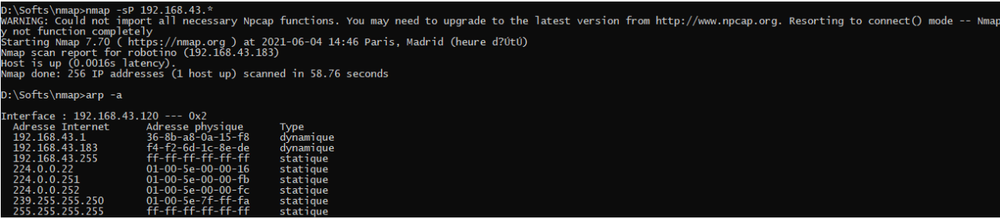 D:\Softs\nmap>nmap -sP 192.168.43.*
WARNING: Could not import all necessary Npcap functions. You may need to upgrade to the latest version from http://www.npcap.org. Resorting to connect() mode -- Nmap
y not function completely
Starting Nmap 7.70 ( https://nmap.org ) at 2021-06-04 14:46 Paris, Madrid (heure d?ÚtÚ)
Nmap scan report for robotino (192.168.43.183)
Host is up (0.0016s latency).
Nmap done: 256 IP addresses (1 host up) scanned in 58.76 seconds
D:\Softs\nmap>arp -a
Interface : 192.168.43.120 --- 0x2
Adresse Internet Adresse physique Type
192.168.43.1 36-8b-a8-0a-15-f8 dynamique
192.168.43.183 f4-f2-6d-1c-8e-de dynamique
192.168.43.255 ff-ff-ff-ff-ff-ff statique
224.0.0.22 01-00-5e-00-00-16 statique
224.0.0.251 01-00-5e-00-00-fb statique
224.0.0.252 01-00-5e-00-00-fc statique
239.255.255.250 01-00-5e-7f-ff-fa statique
255.255.255.255 ff-ff-ff-ff-ff-ff statique